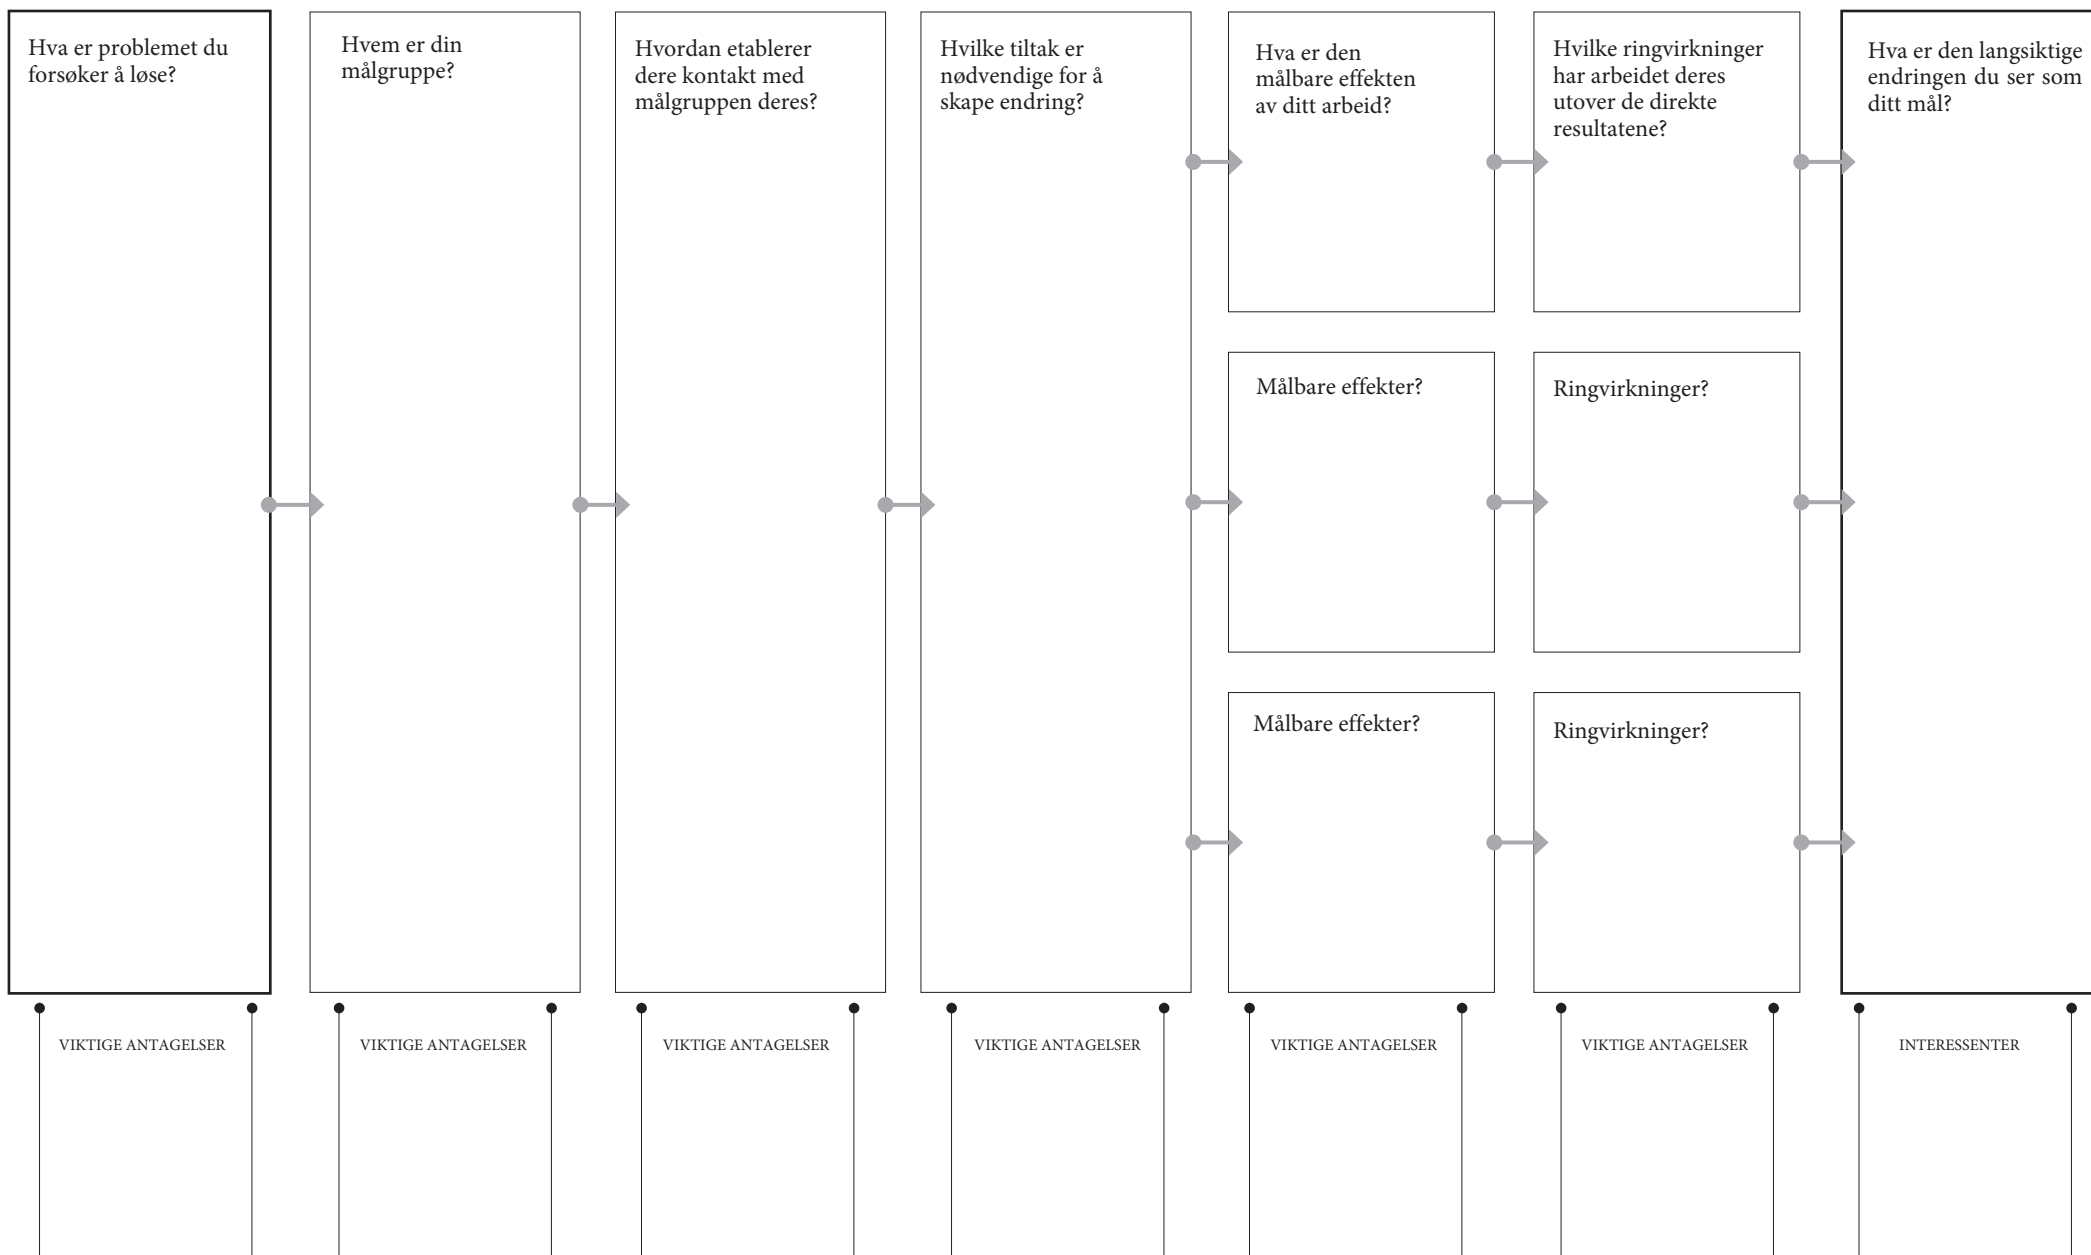 Hva er problemet du
forsøker å løse?
Hvem er din
målgruppe?
Hvordan etablerer
dere kontakt med
målgruppen deres?
Hvilke tiltak er
nødvendige for å
skape endring?
Hva er den
målbare effekten
av ditt arbeid?
Hvilke ringvirkninger
har arbeidet deres
utover de direkte
resultatene?
Hva er den langsiktige
endringen du ser som
ditt mål?
Målbare effekter?
Ringvirkninger?
Målbare effekter?
Ringvirkninger?
VIKTIGE ANTAGELSER
VIKTIGE ANTAGELSER
VIKTIGE ANTAGELSER
VIKTIGE ANTAGELSER
VIKTIGE ANTAGELSER
VIKTIGE ANTAGELSER
INTERESSENTER